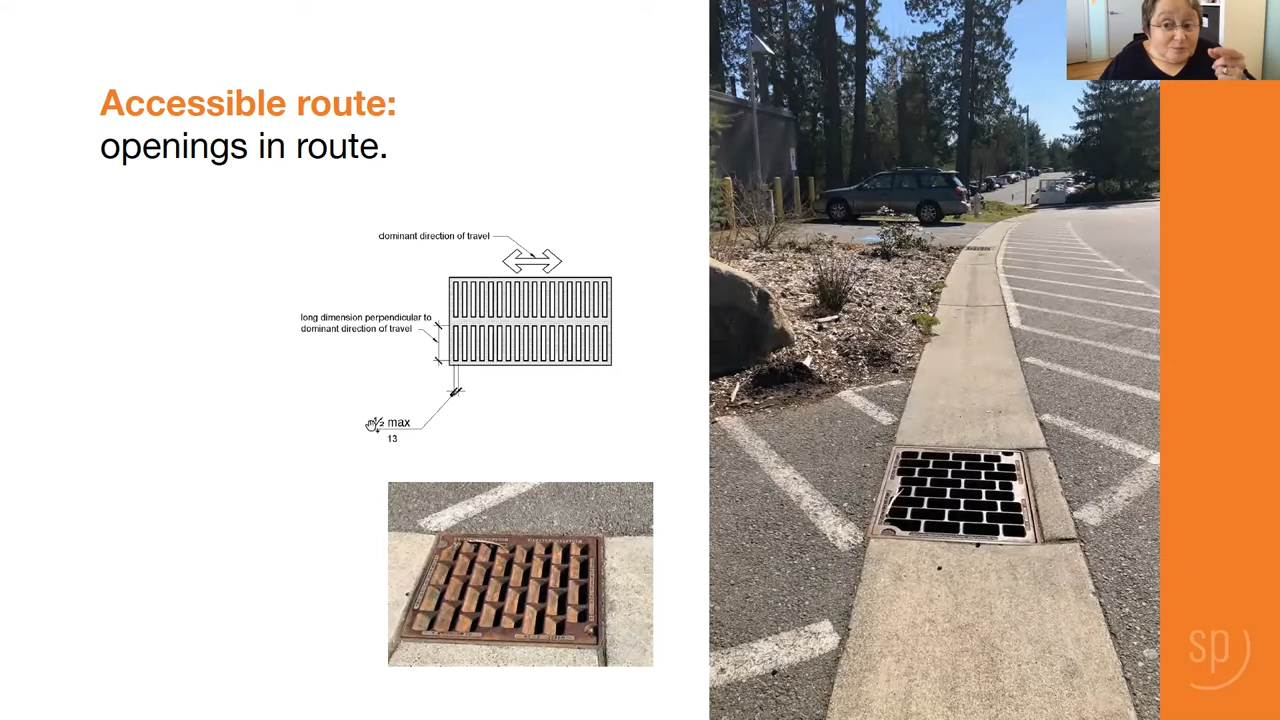 Accessible route:
openings in route.
dominant direction of travel
long dimension perpendicular to
dominant direction of travel
½ max
13
sp